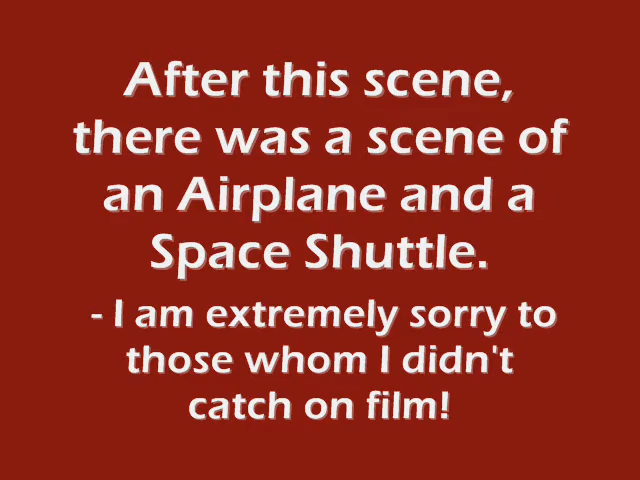 After this scene,
there was a scene of
an Airplane and a
Space Shuttle.
- I am extremely sorry to
those whom I didn't
catch on film!